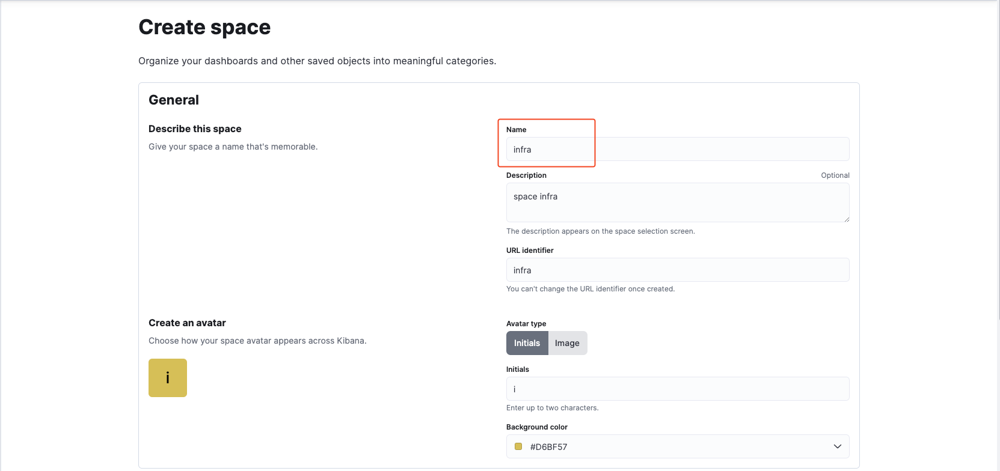 Create space
Organize your dashboards and other saved objects into meaningful categories.
General
Describe this space
Give your space a name that's memorable.
Name
infra
Description
Optional
space infra
The description appears on the space selection screen.
URL identifier
infra
You can't change the URL identifier once created.
Create an avatar
Choose how your space avatar appears across Kibana.
i
Avatar type
Initials
Image
Initials
i
Enter up to two characters.
Background color
#D6BF57